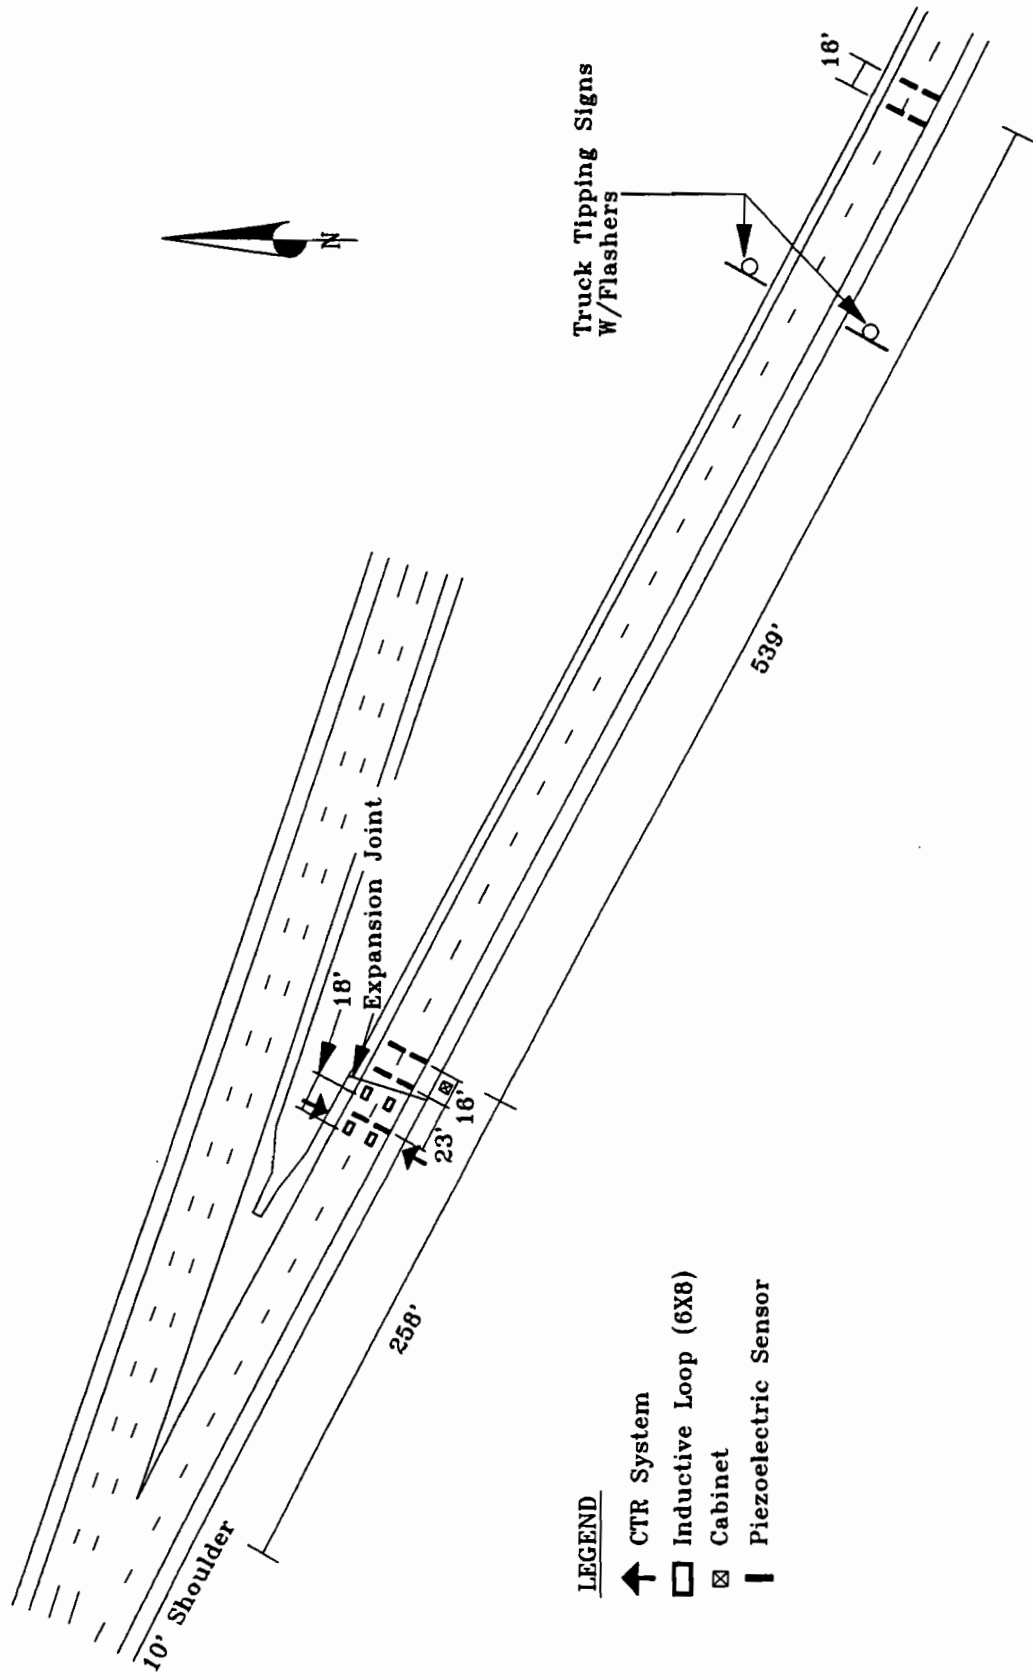 16'
Truck Tipping Signs
W/Flashers
N
18'
Expansion Joint
16'
23'
539'
258'
10' Shoulder
LEGEND
CTR System
Inductive Loop (6X8)
Cabinet
Piezoelectric Sensor